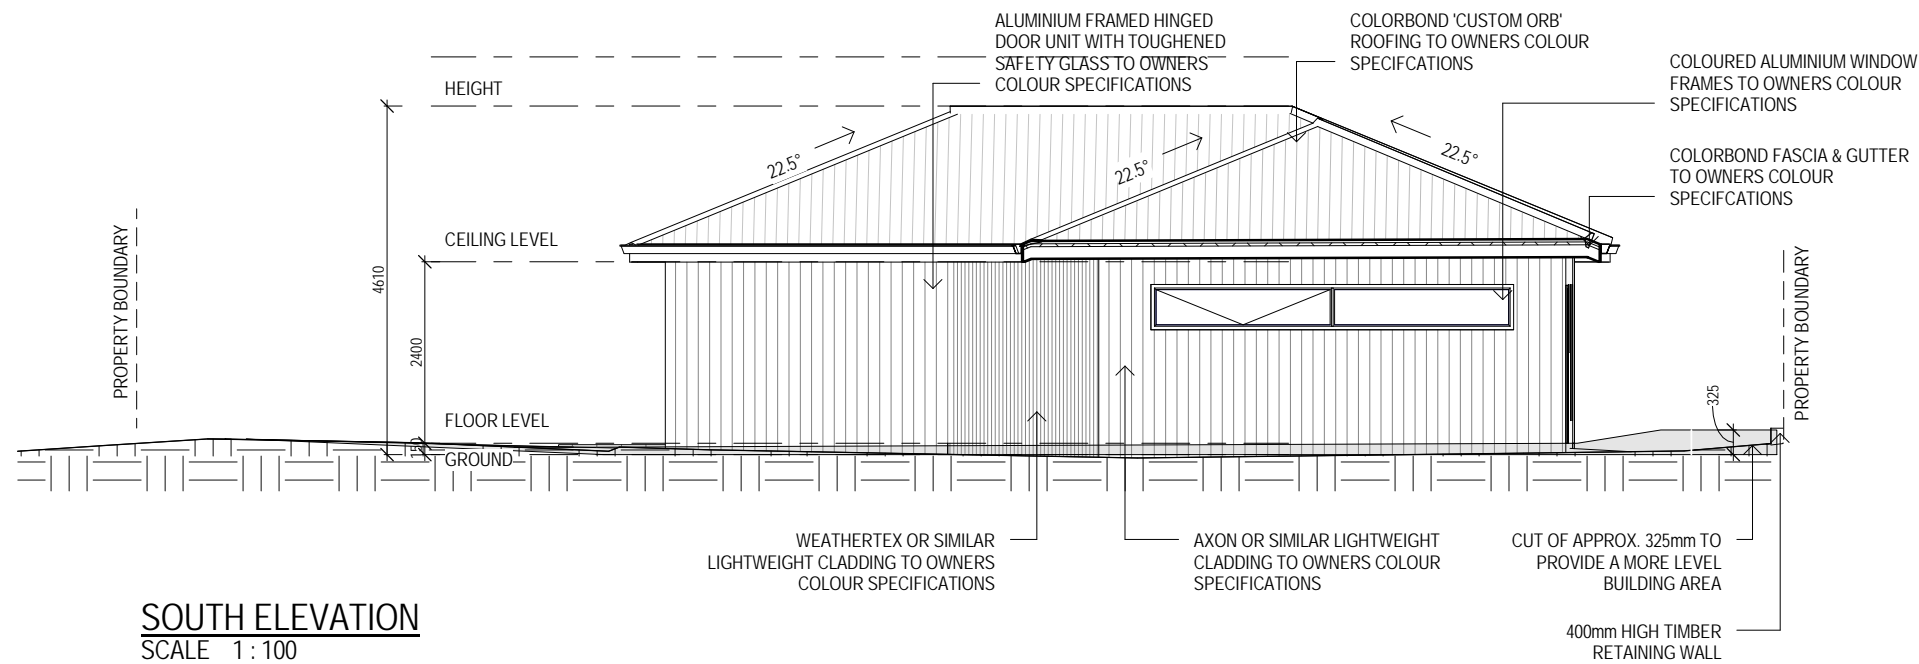 ALUMINIUM FRAMED HINGED
DOOR UNIT WITH TOUGHENED
SAFETY GLASS TO OWNERS
COLOUR SPECIFICATIONS
COLORBOND 'CUSTOM ORB'
ROOFING TO OWNERS COLOUR
SPECIFCATIONS
COLOURED ALUMINIUM WINDOW
FRAMES TO OWNERS COLOUR
SPECIFICATIONS
COLORBOND FASCIA & GUTTER
TO OWNERS COLOUR
SPECIFCATIONS
HEIGHT
22.5°
22.5°
22.5°
CEILING LEVEL
4610
2400
PROPERTY BOUNDARY
PROPERTY BOUNDARY
FLOOR LEVEL
150
GROUND
325
WEATHERTEX OR SIMILAR
LIGHTWEIGHT CLADDING TO OWNERS
COLOUR SPECIFICATIONS
AXON OR SIMILAR LIGHTWEIGHT
CLADDING TO OWNERS COLOUR
SPECIFICATIONS
CUT OF APPROX. 325mm TO
PROVIDE A MORE LEVEL
BUILDING AREA
400mm HIGH TIMBER
RETAINING WALL
SOUTH ELEVATION
SCALE 1 : 100